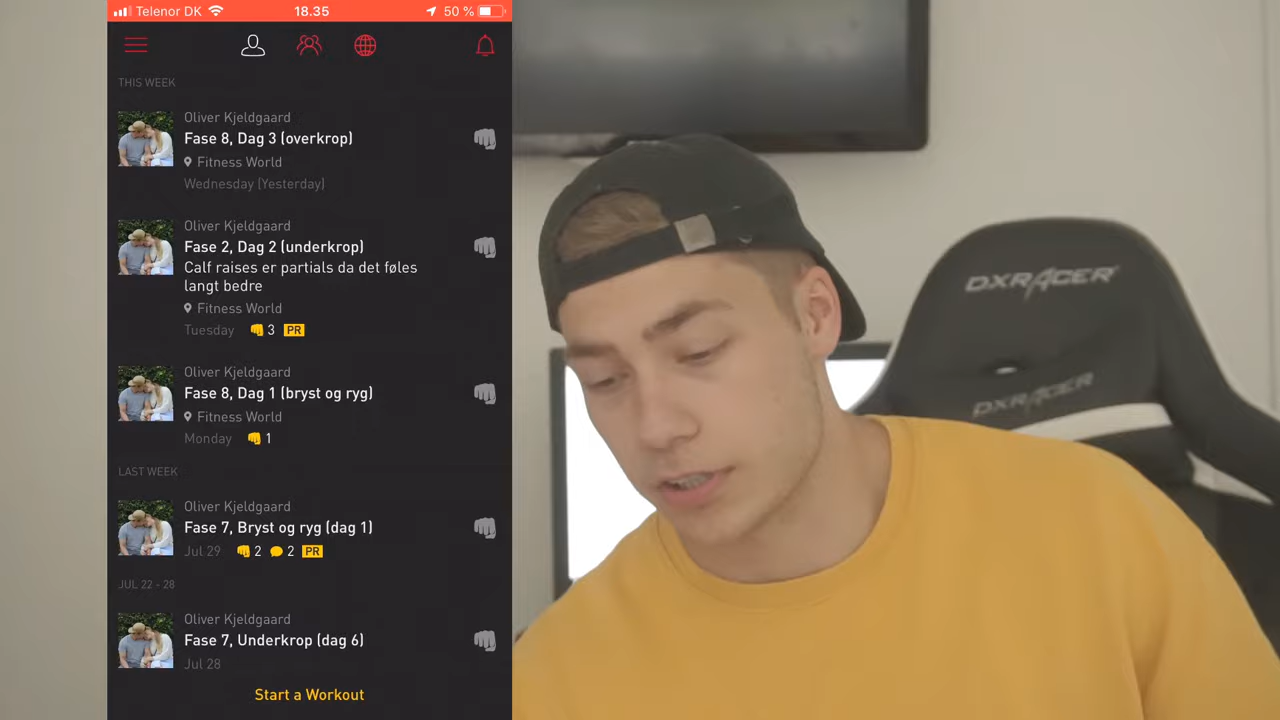 Telenor DK
18.35
50 %
THIS WEEK
Oliver Kjeldgaard
Fase 8, Dag 3 (overkrop)
Fitness World
Wednesday (Yesterday)
Oliver Kjeldgaard
Fase 2, Dag 2 (underkrop)
Calf raises er partials da det føles
langt bedre
Fitness World
Tuesday 3 PR
Oliver Kjeldgaard
Fase 8, Dag 1 (bryst og ryg)
Fitness World
Monday 1
LAST WEEK
Oliver Kjeldgaard
Fase 7, Bryst og ryg (dag 1)
Jul 29 2 2 PR
JUL 22 - 28
Oliver Kjeldgaard
Fase 7, Underkrop (dag 6)
Jul 28
Start a Workout
DXRACER
DXRACER